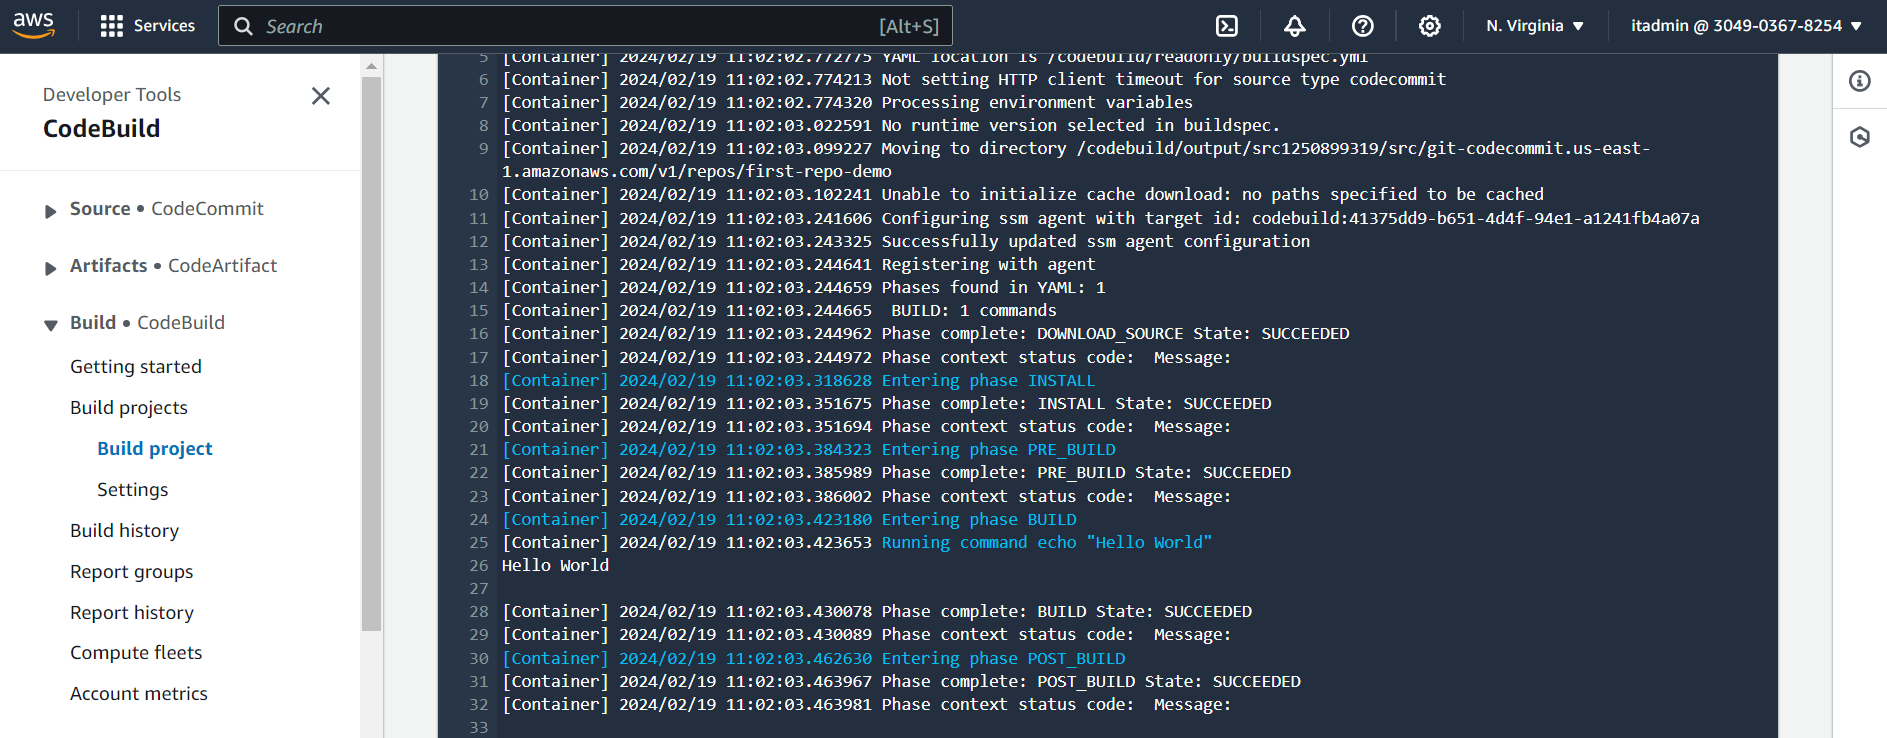 aws
Services
Search
[Alt+S]
N. Virginia
itadmin @ 3049-0367-8254
Developer Tools
CodeBuild
Source • CodeCommit
Artifacts • CodeArtifact
Build • CodeBuild
Getting started
Build projects
Build project
Settings
Build history
Report groups
Report history
Compute fleets
Account metrics
5 [Container] 2024/02/19 11:02:02.772775 YAML location is /codebuild/readonly/buildspec.yml
6 [Container] 2024/02/19 11:02:02.774213 Not setting HTTP client timeout for source type codecommit
7 [Container] 2024/02/19 11:02:02.774320 Processing environment variables
8 [Container] 2024/02/19 11:02:03.022591 No runtime version selected in buildspec.
9 [Container] 2024/02/19 11:02:03.099227 Moving to directory /codebuild/output/src1250899319/src/git-codecommit.us-east-
1.amazonaws.com/v1/repos/first-repo-demo
10 [Container] 2024/02/19 11:02:03.102241 Unable to initialize cache download: no paths specified to be cached
11 [Container] 2024/02/19 11:02:03.241606 Configuring ssm agent with target id: codebuild:41375dd9-b651-4d4f-94e1-a1241fb4a07a
12 [Container] 2024/02/19 11:02:03.243325 Successfully updated ssm agent configuration
13 [Container] 2024/02/19 11:02:03.244641 Registering with agent
14 [Container] 2024/02/19 11:02:03.244659 Phases found in YAML: 1
15 [Container] 2024/02/19 11:02:03.244665  BUILD: 1 commands
16 [Container] 2024/02/19 11:02:03.244962 Phase complete: DOWNLOAD_SOURCE State: SUCCEEDED
17 [Container] 2024/02/19 11:02:03.244972 Phase context status code:  Message:
18 [Container] 2024/02/19 11:02:03.318628 Entering phase INSTALL
19 [Container] 2024/02/19 11:02:03.351675 Phase complete: INSTALL State: SUCCEEDED
20 [Container] 2024/02/19 11:02:03.351694 Phase context status code:  Message:
21 [Container] 2024/02/19 11:02:03.384323 Entering phase PRE_BUILD
22 [Container] 2024/02/19 11:02:03.385989 Phase complete: PRE_BUILD State: SUCCEEDED
23 [Container] 2024/02/19 11:02:03.386002 Phase context status code:  Message:
24 [Container] 2024/02/19 11:02:03.423180 Entering phase BUILD
25 [Container] 2024/02/19 11:02:03.423653 Running command echo "Hello World"
26 Hello World
27
28 [Container] 2024/02/19 11:02:03.430078 Phase complete: BUILD State: SUCCEEDED
29 [Container] 2024/02/19 11:02:03.430089 Phase context status code:  Message:
30 [Container] 2024/02/19 11:02:03.462630 Entering phase POST_BUILD
31 [Container] 2024/02/19 11:02:03.463967 Phase complete: POST_BUILD State: SUCCEEDED
32 [Container] 2024/02/19 11:02:03.463981 Phase context status code:  Message:
33